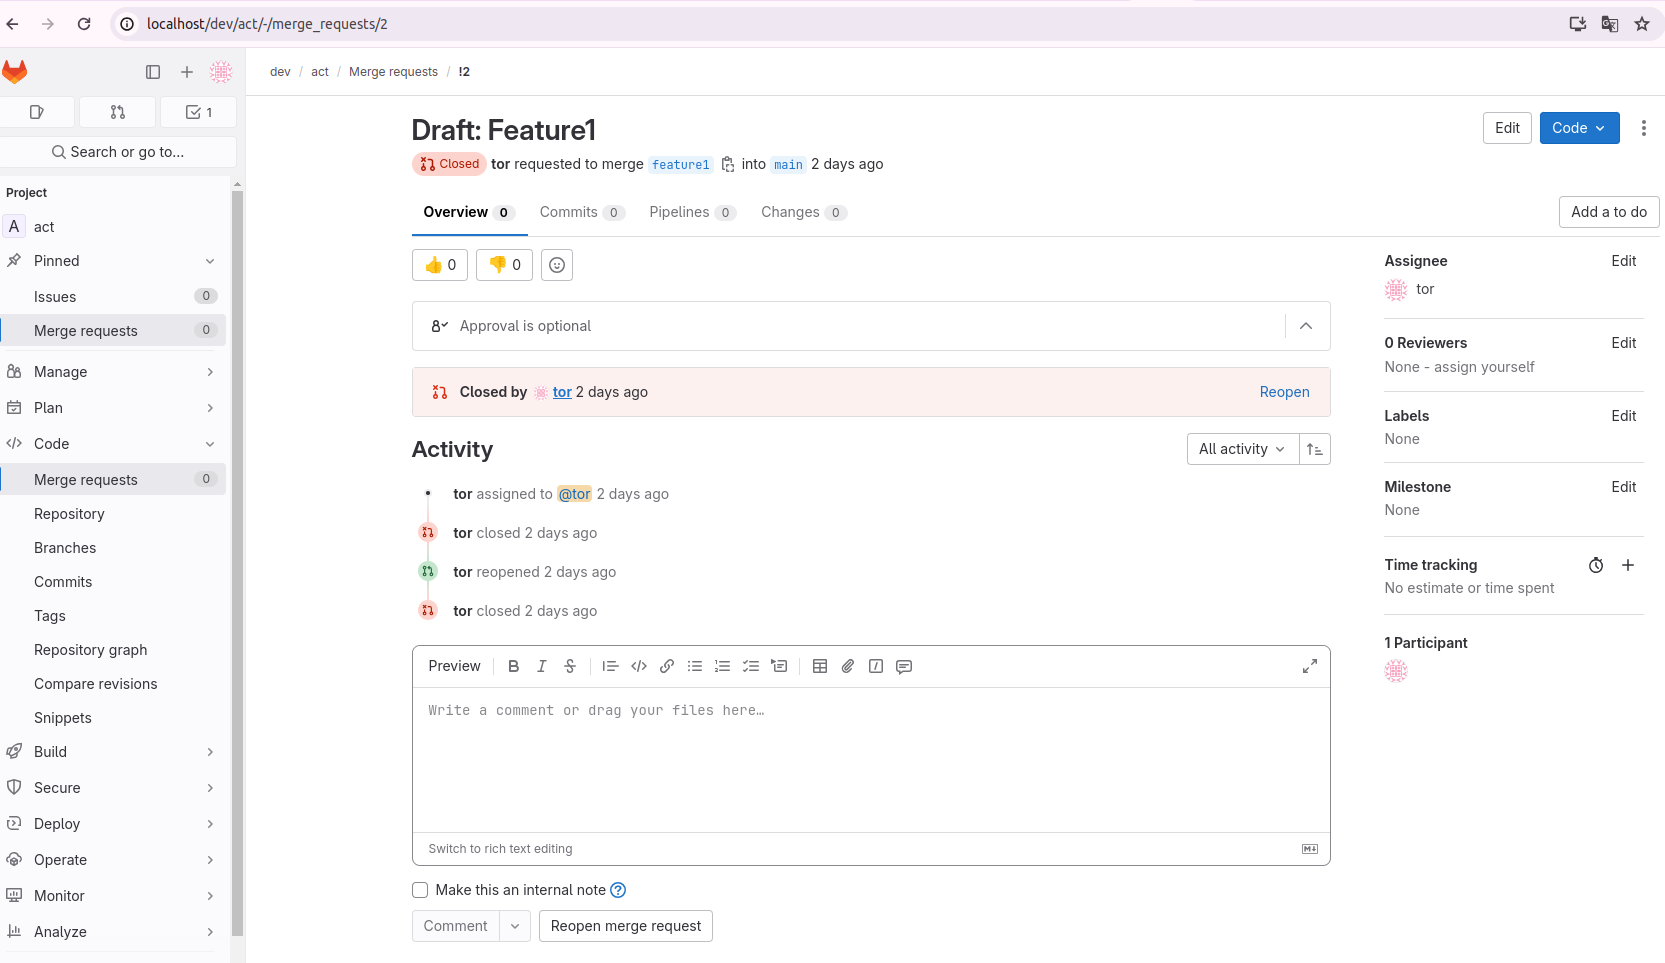 localhost/dev/act/-/merge_requests/2
dev / act / Merge requests / !2
1
Search or go to...
Project
A act
Pinned
Issues 0
Merge requests 0
Manage
Plan
Code
Merge requests 0
Repository
Branches
Commits
Tags
Repository graph
Compare revisions
Snippets
Build
Secure
Deploy
Operate
Monitor
Analyze
Draft: Feature1
Edit
Code
Closed tor requested to merge feature1 into main 2 days ago
Overview 0 Commits 0 Pipelines 0 Changes 0
Add a to do
0 0
Approval is optional
Closed by tor 2 days ago Reopen
Activity
All activity
tor assigned to @tor 2 days ago
tor closed 2 days ago
tor reopened 2 days ago
tor closed 2 days ago
Preview
Write a comment or drag your files here…
Switch to rich text editing
Make this an internal note
Comment
Reopen merge request
Assignee Edit
tor
0 Reviewers Edit
None - assign yourself
Labels Edit
None
Milestone Edit
None
Time tracking
No estimate or time spent
1 Participant